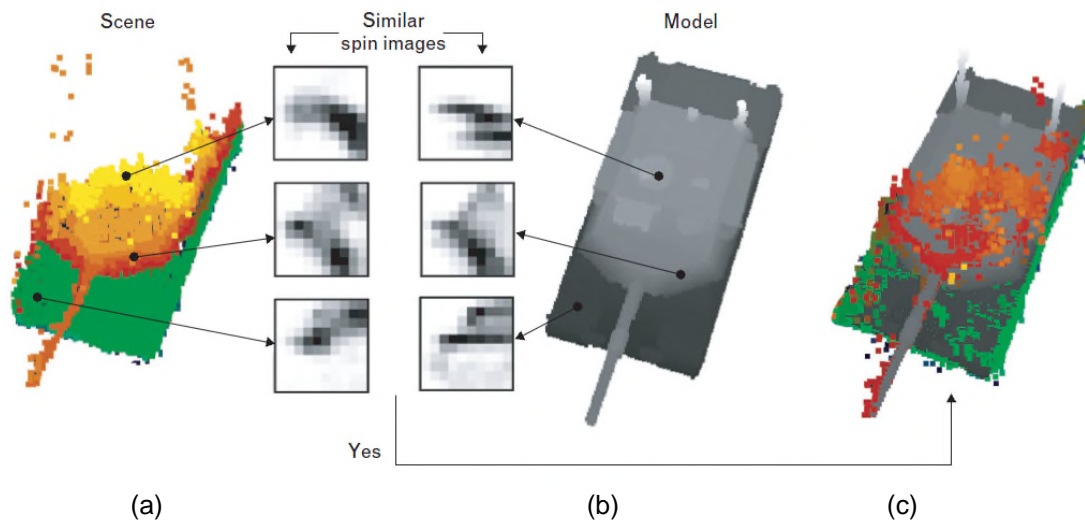 Scene
Similar
spin images
Model
Yes
(a)
(b)
(c)